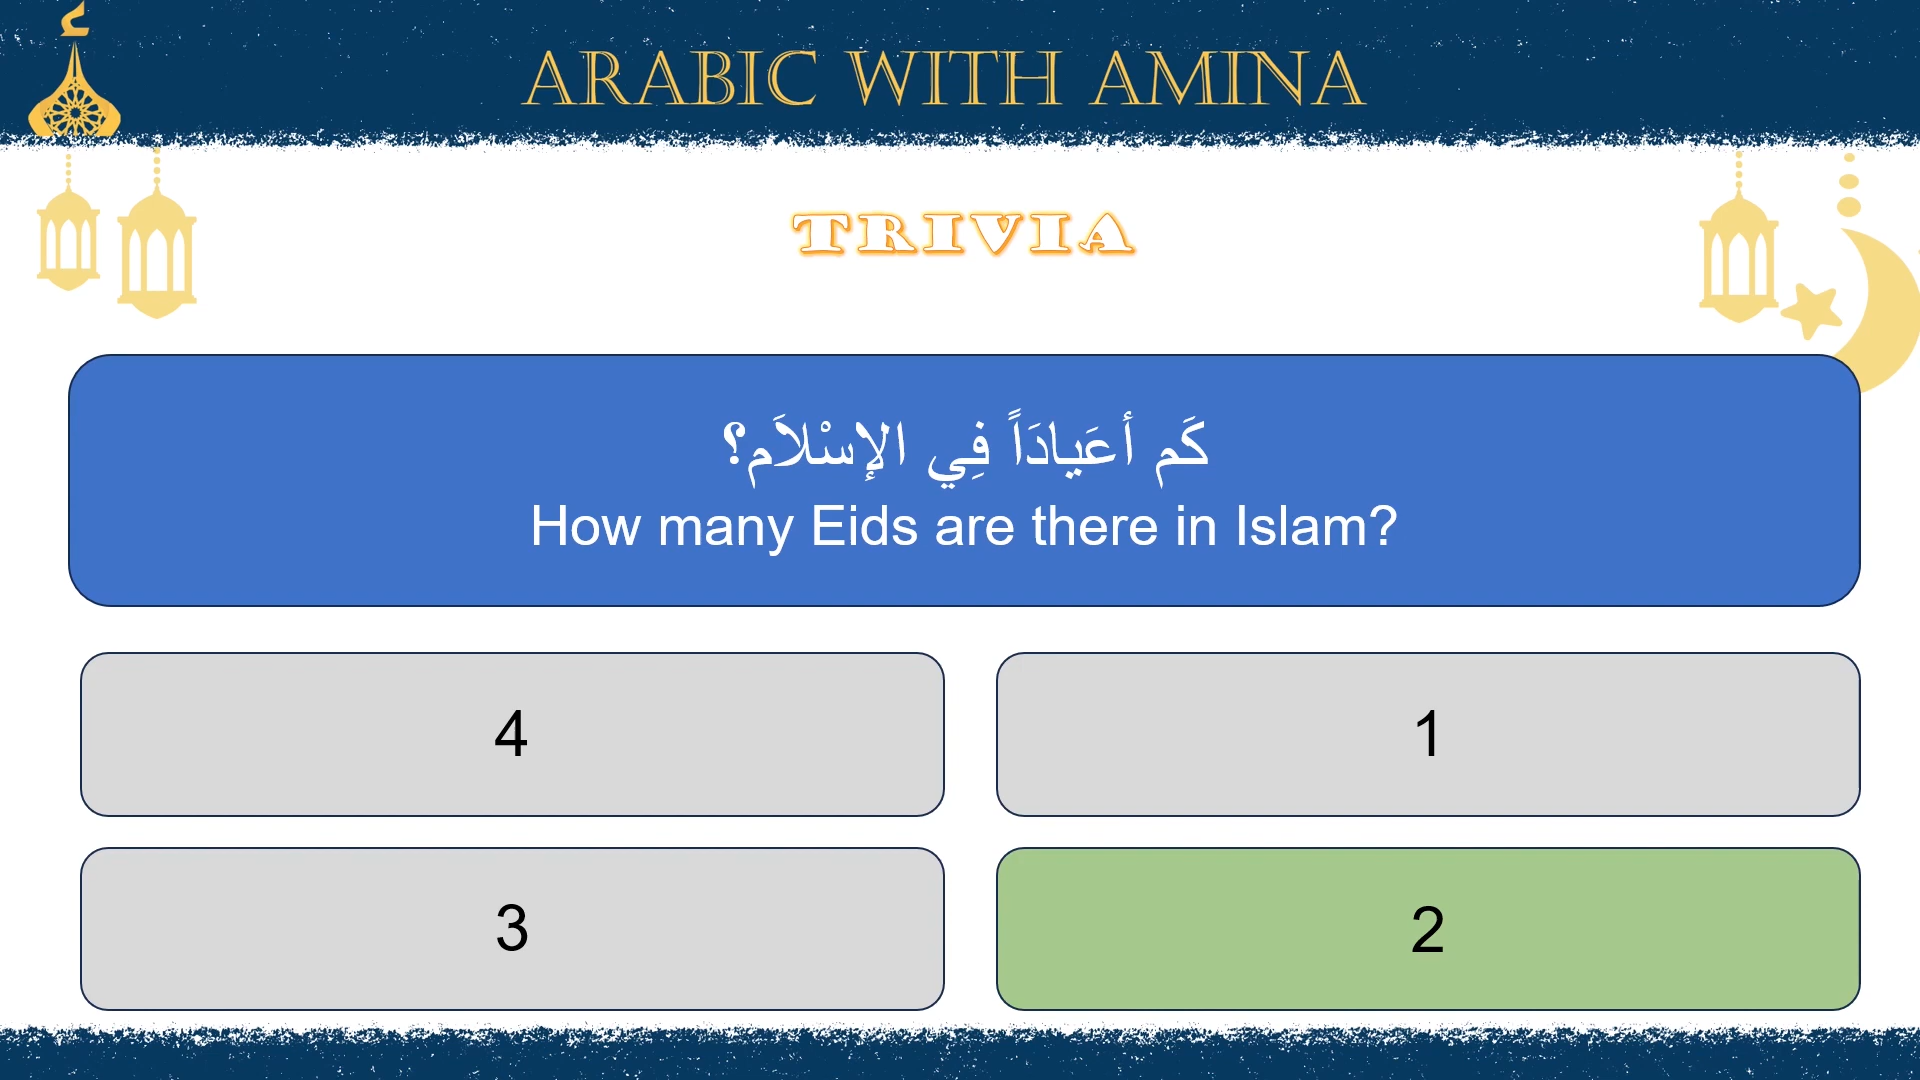 ARABIC WITH AMINA
TRIVIA
كَم أعَيادَاً فِي الإسْلاَم؟
How many Eids are there in Islam?
4
1
3
2